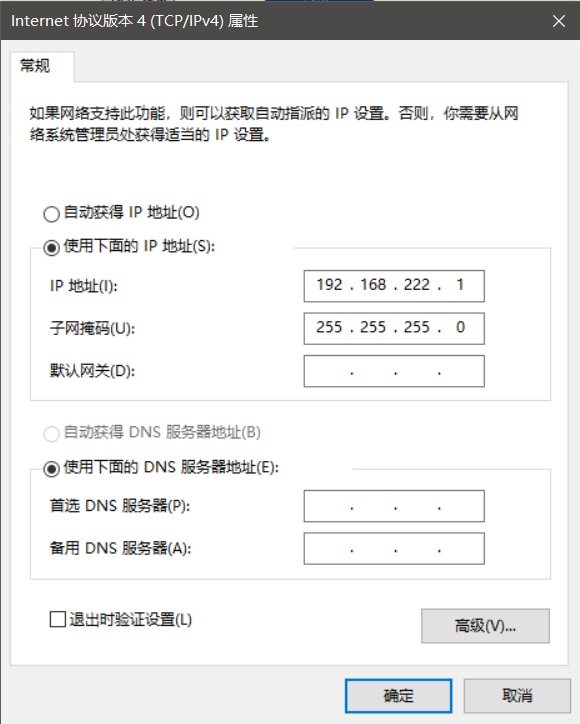 Internet 协议版本 4 (TCP/IPv4) 属性
常规
如果网络支持此功能，则可以获取自动指派的 IP 设置。否则，你需要从网
络系统管理员处获得适当的 IP 设置。
自动获得 IP 地址(O)
使用下面的 IP 地址(S):
IP 地址(I): 192 . 168 . 222 . 1
子网掩码(U): 255 . 255 . 255 . 0
默认网关(D): . . .
自动获得 DNS 服务器地址(B)
使用下面的 DNS 服务器地址(E):
首选 DNS 服务器(P): . . .
备用 DNS 服务器(A): . . .
退出时验证设置(L)
高级(V)...
确定 取消